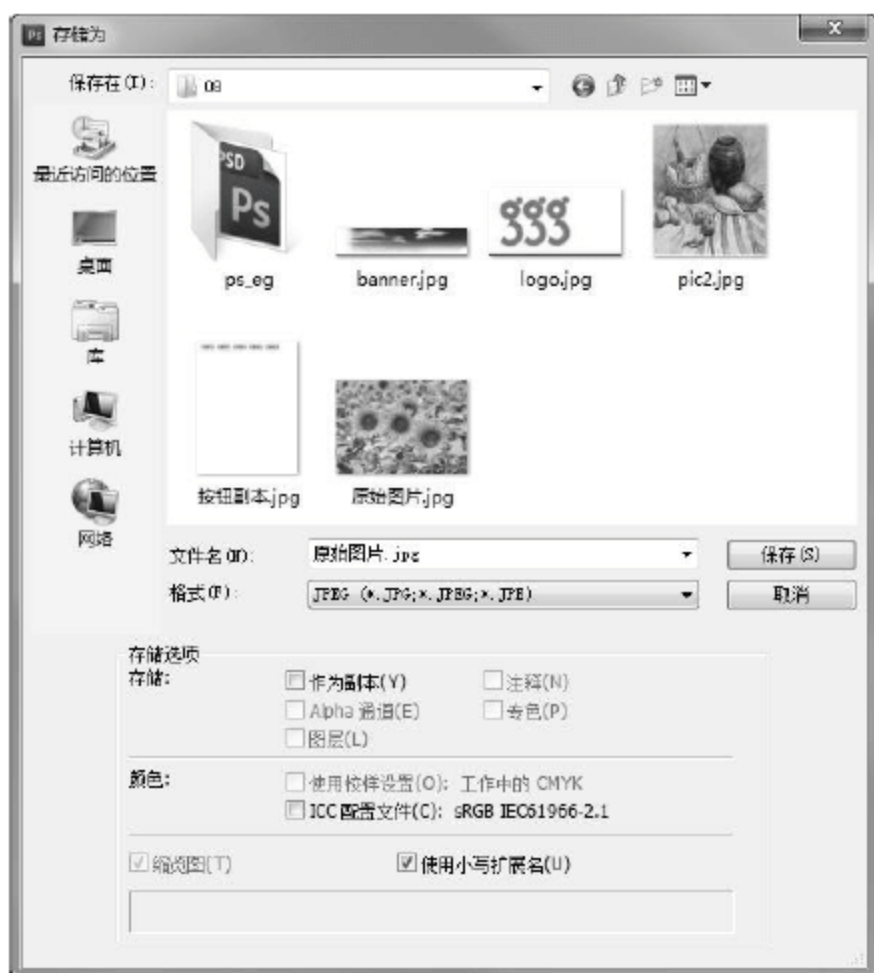 Ps 存储为
保存在(I): 09
最近访问的位置
桌面
库
计算机
网络
PSD
Ps
ggg
ps_eg banner.jpg logo.jpg pic2.jpg
按钮副本.jpg 原始图片.jpg
文件名(N): 原始图片.jpg 保存(S)
格式(F): JPEG (*.JPG;*.JPEG;*.JPE) 取消
存储选项
存储: 作为副本(Y) 注释(N)
Alpha 通道(E) 专色(P)
图层(L)
颜色: 使用校样设置(O): 工作中的 CMYK
ICC 配置文件(C): sRGB IEC61966-2.1
缩览图(T) 使用小写扩展名(U)